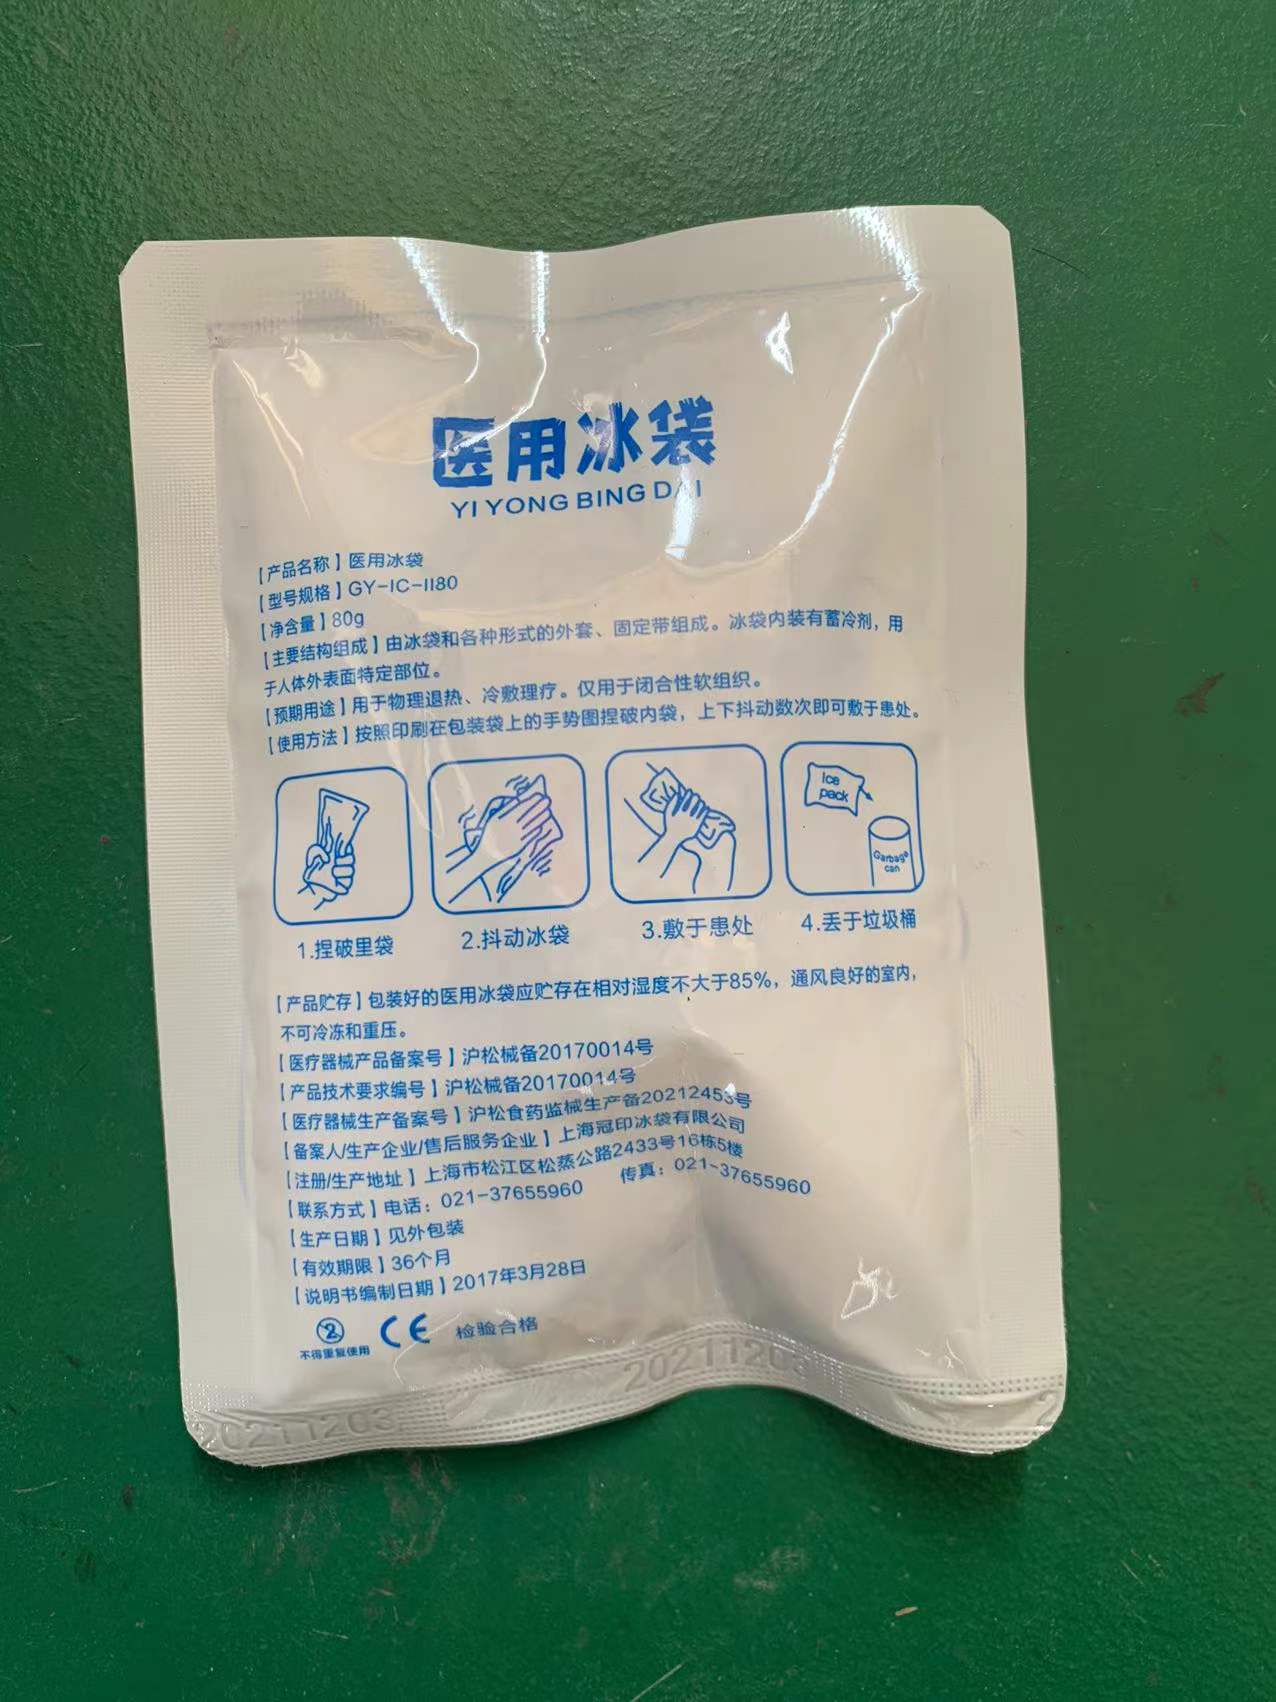 医用冰袋
YI YONG BING DAI
【产品名称】医用冰袋
【型号规格】GY-IC-II80
【净含量】80g
【主要结构组成】由冰袋和各种形式的外套、固定带组成。冰袋内装有蓄冷剂，用
于人体外表面特定部位。
【预期用途】用于物理退热、冷敷理疗。仅用于闭合性软组织。
【使用方法】按照印刷在包装袋上的手势图捏破内袋，上下抖动数次即可敷于患处。
Ice
pack
Garbage
can
1.捏破里袋
2.抖动冰袋
3.敷于患处
4.丢于垃圾桶
【产品贮存】包装好的医用冰袋应贮存在相对湿度不大于85%，通风良好的室内，
不可冷冻和重压。
【医疗器械产品备案号】沪松械备20170014号
【产品技术要求编号】沪松械备20170014号
【医疗器械生产备案号】沪松食药监械生产备20212453号
【备案人/生产企业/售后服务企业】上海冠印冰袋有限公司
【注册/生产地址】上海市松江区松蒸公路2433号16栋5楼
【联系方式】电话：021-37655960 传真：021-37655960
【生产日期】见外包装
【有效期限】36个月
【说明书编制日期】2017年3月28日
2
不得重复使用
CE
检验合格
20211203
20211203
2